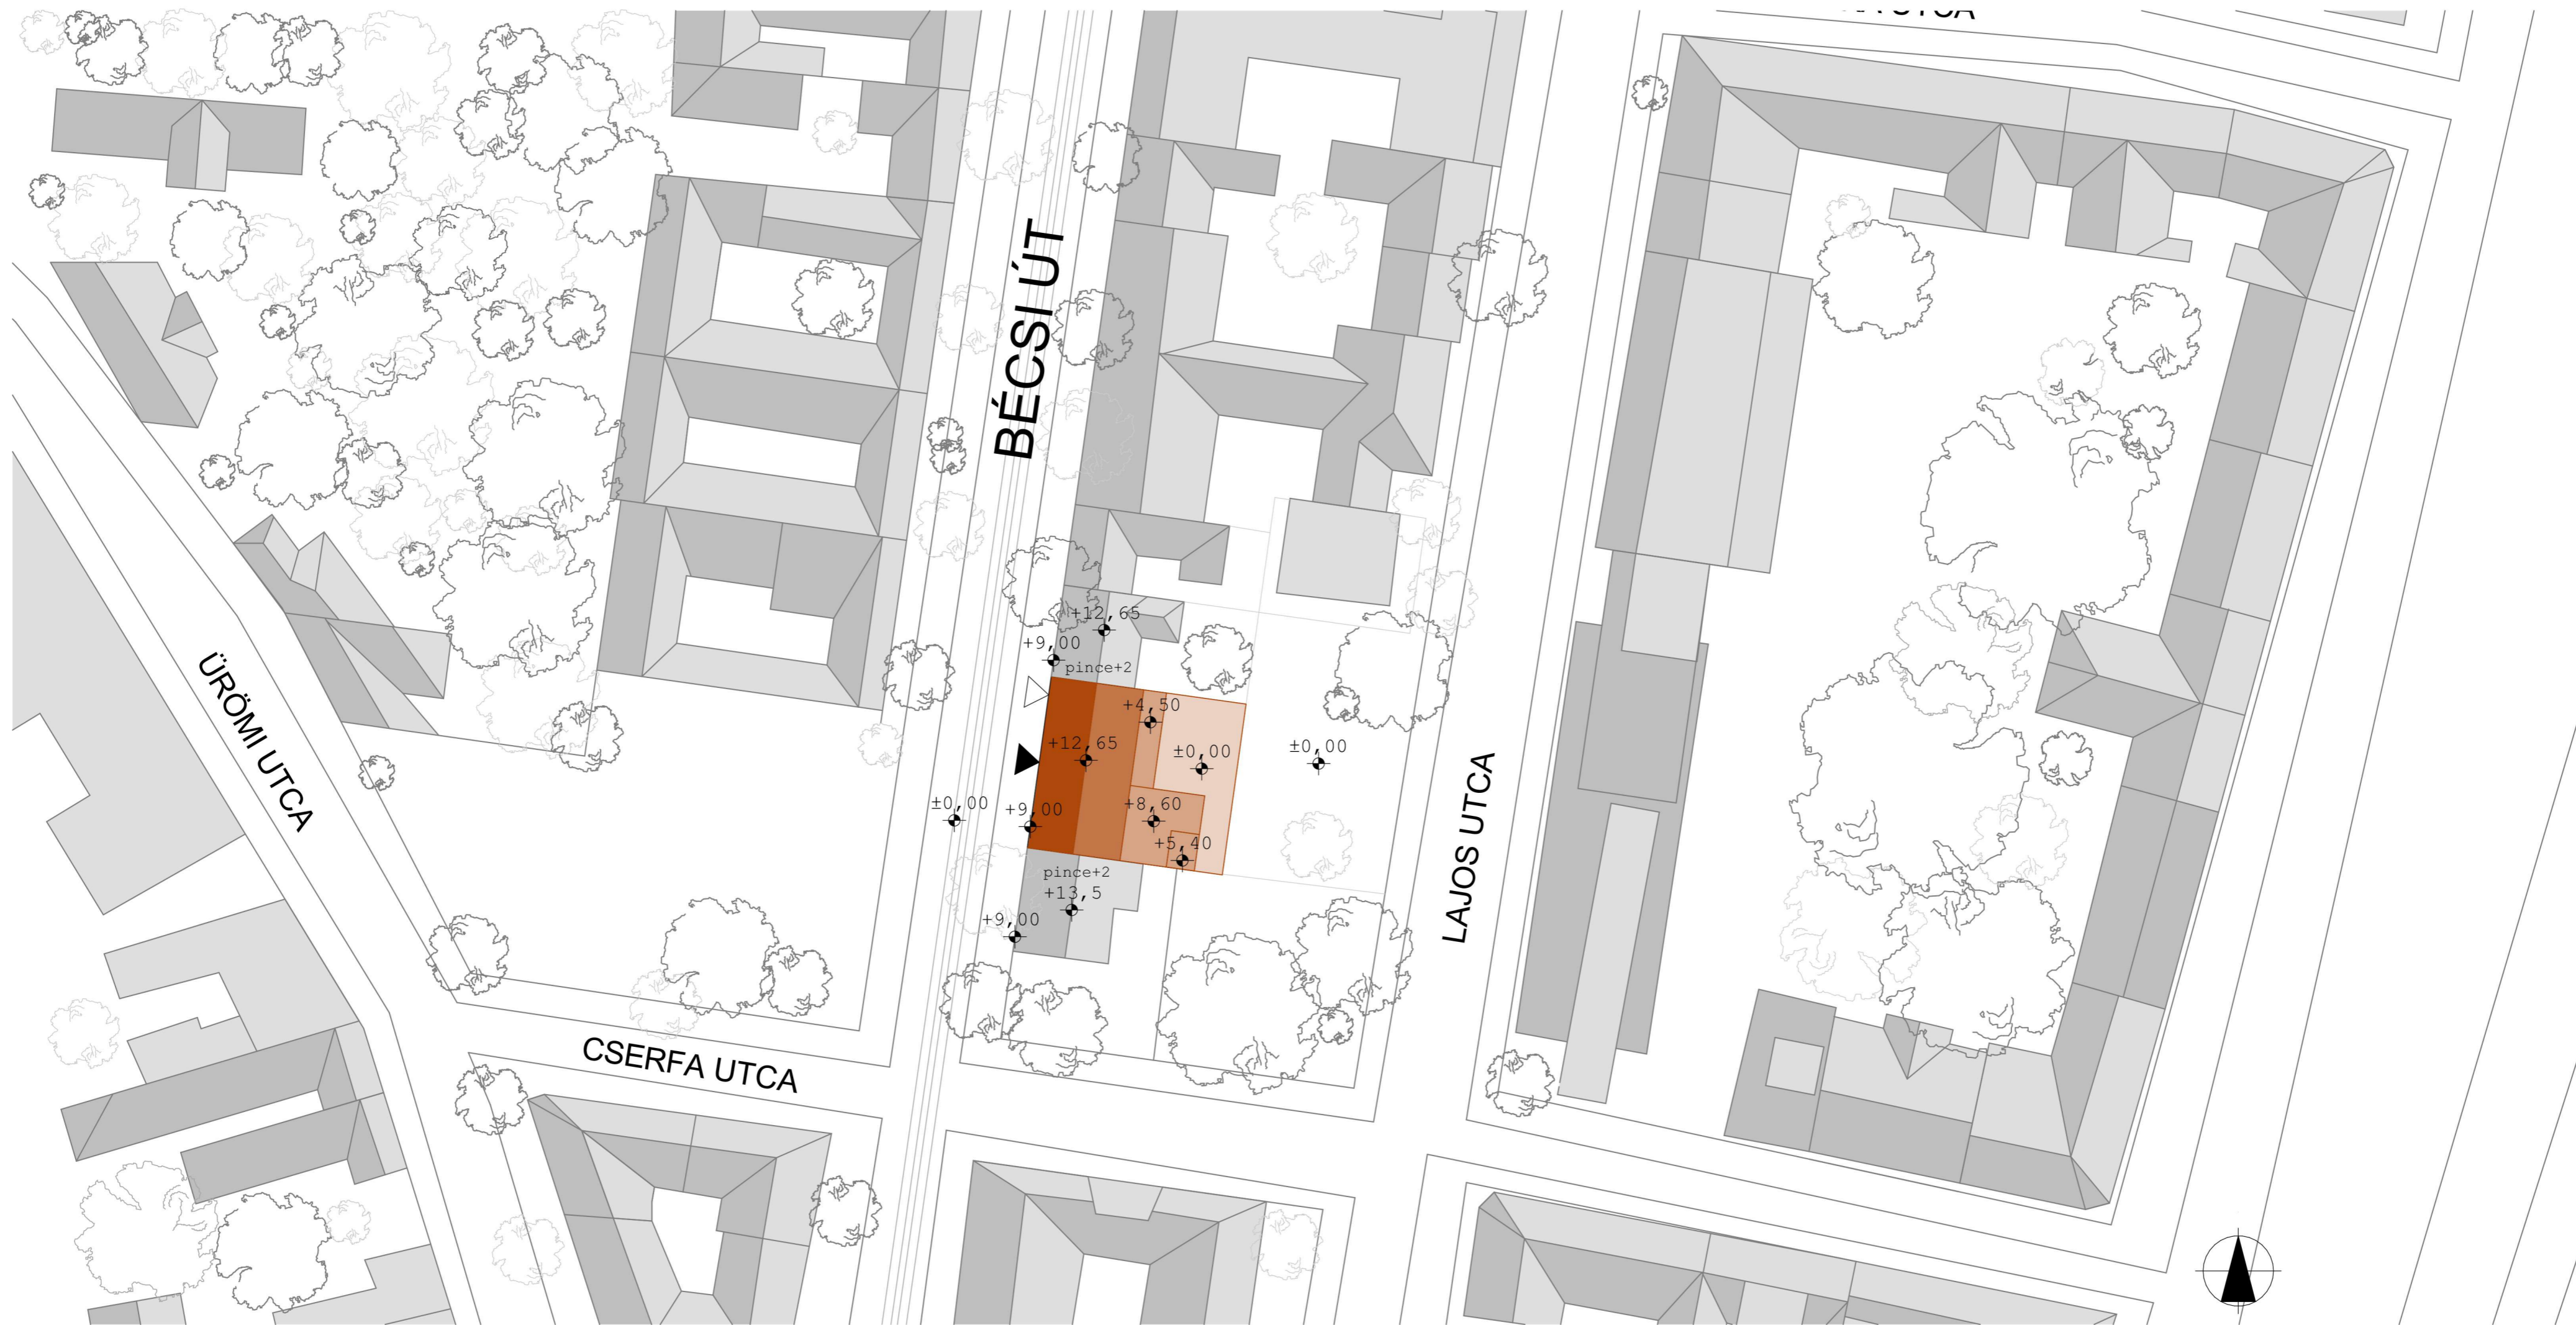 BÉCSI ÚT
+12,65
+9,00
pince+2
+4,50
+12,65
±0,00
±0,00
±0,00
+9,00
+8,60
+5,40
pince+2
+13,5
+9,00
ÜRÖMI UTCA
LAJOS UTCA
CSERFA UTCA